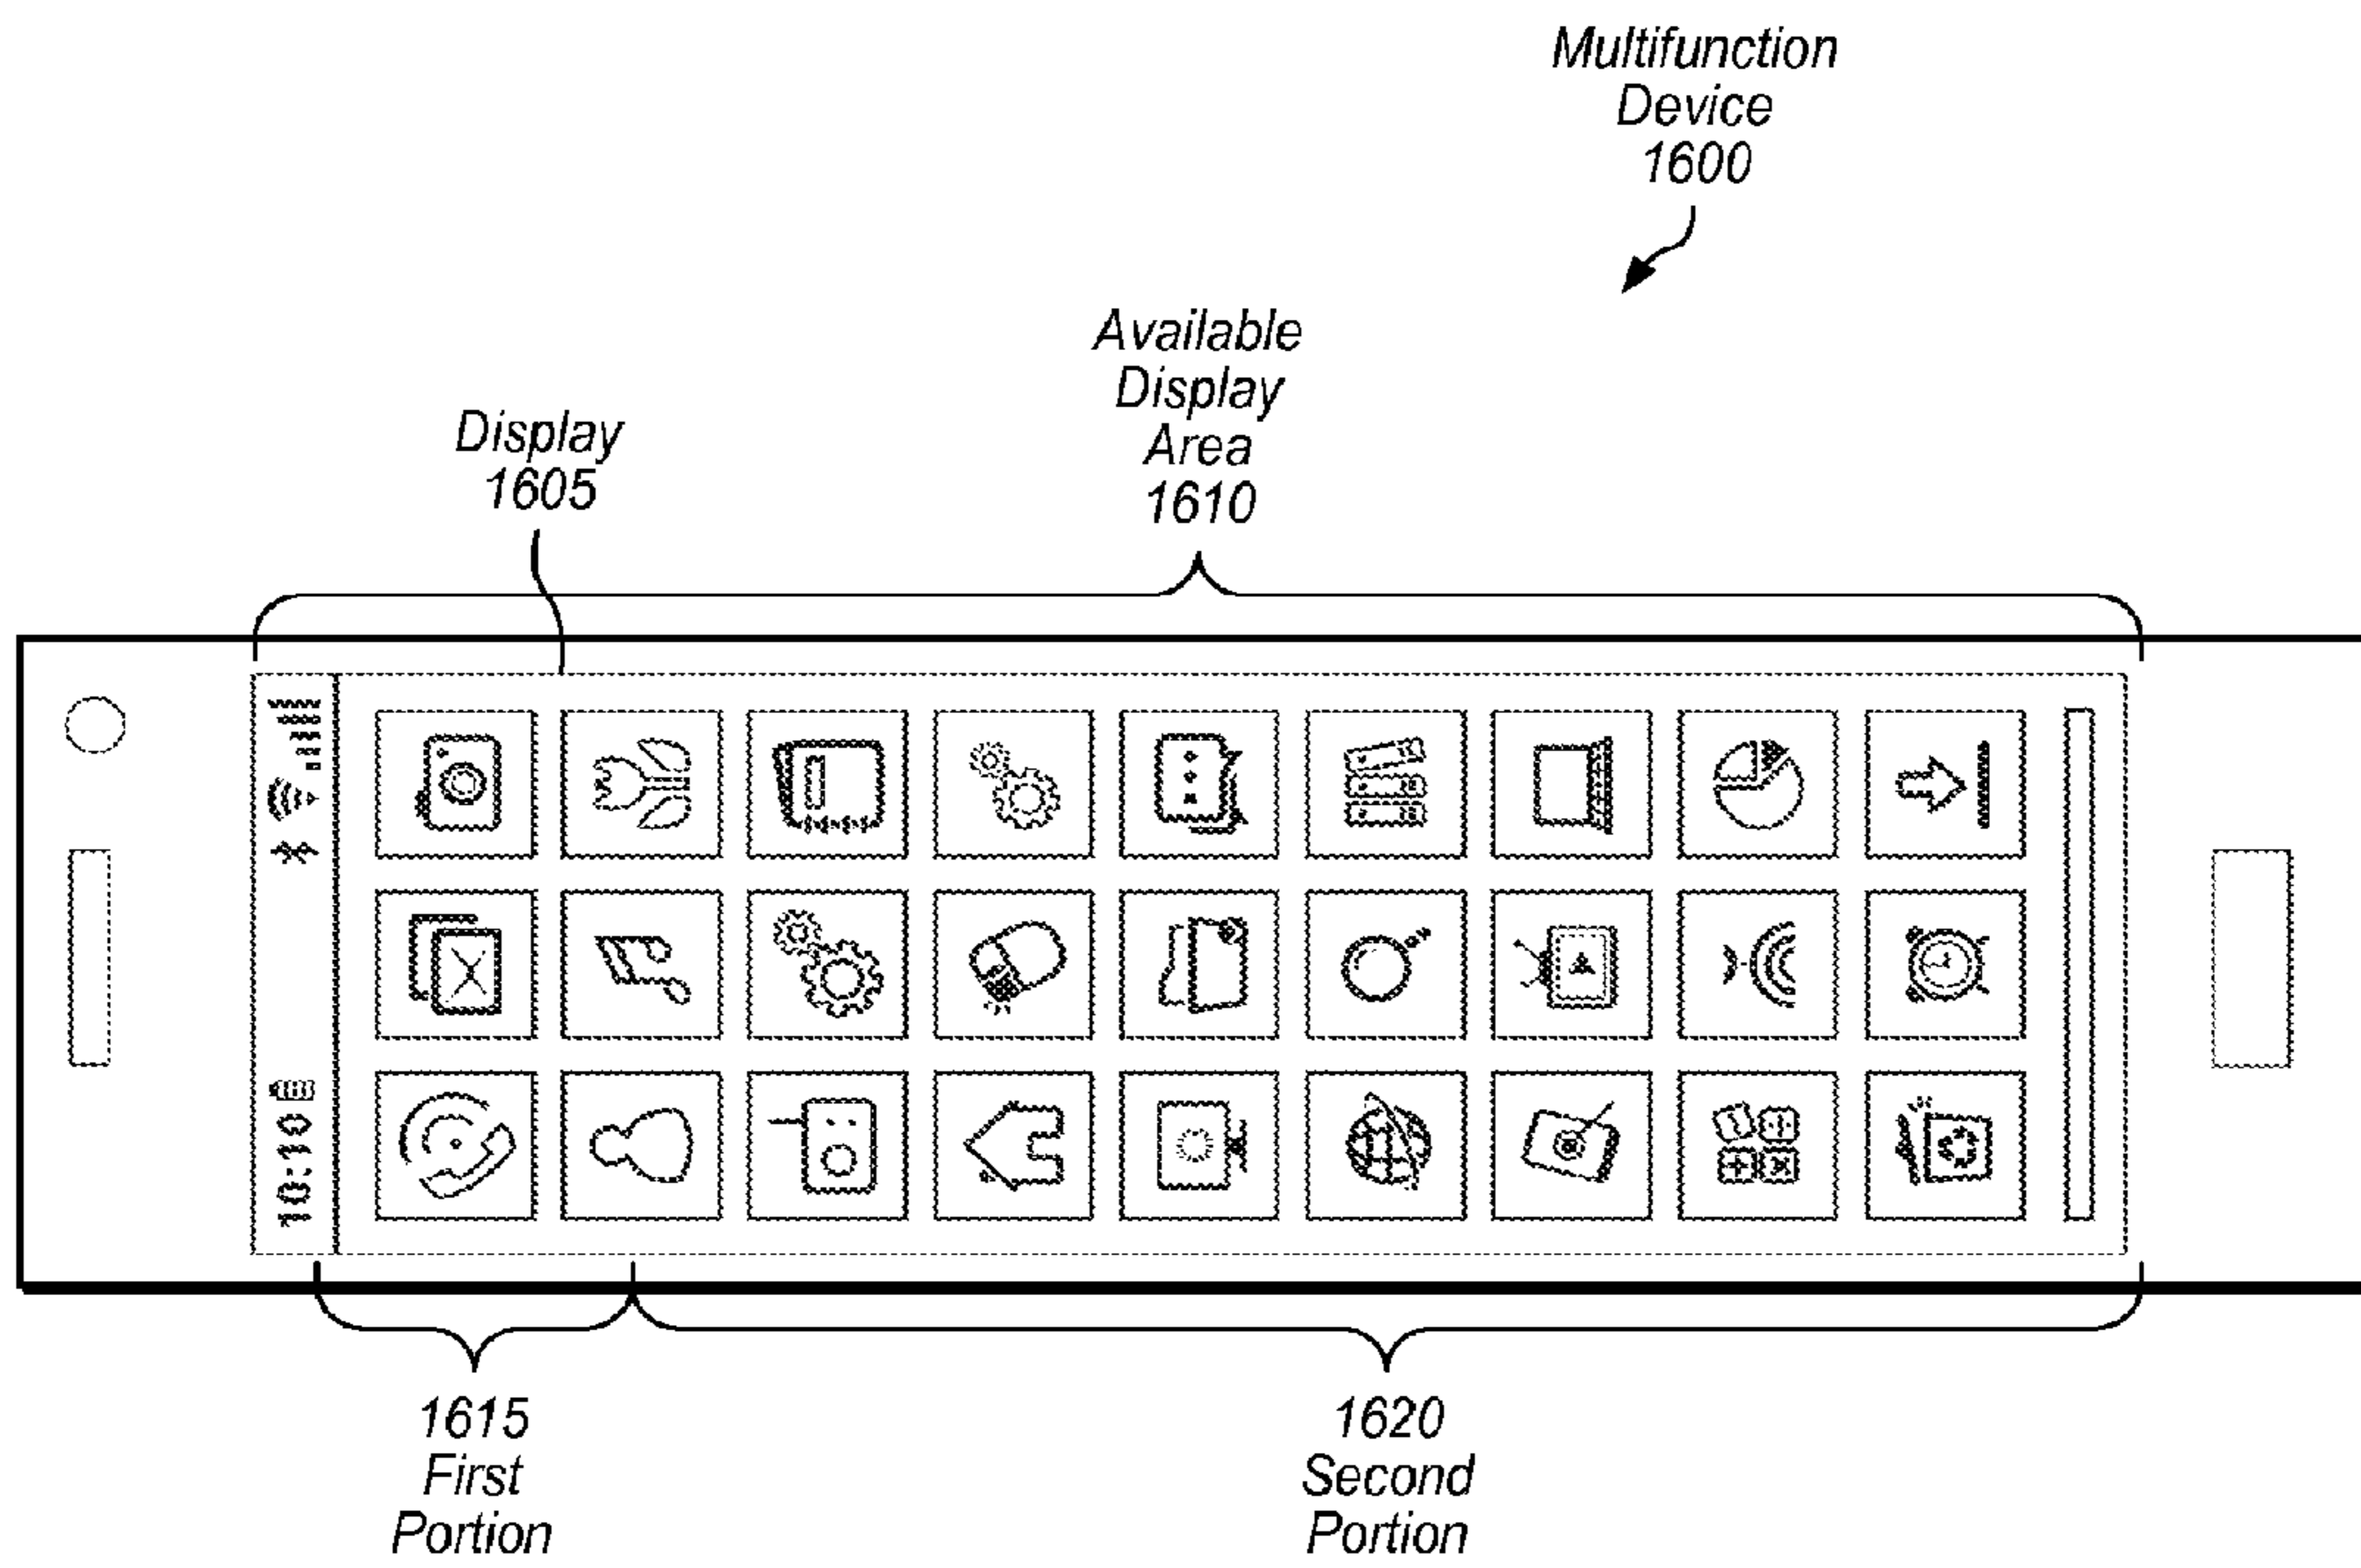 Multifunction
Device
1600
Available
Display
Area
1610
Display
1605
10:10
1615
First
Portion
1620
Second
Portion